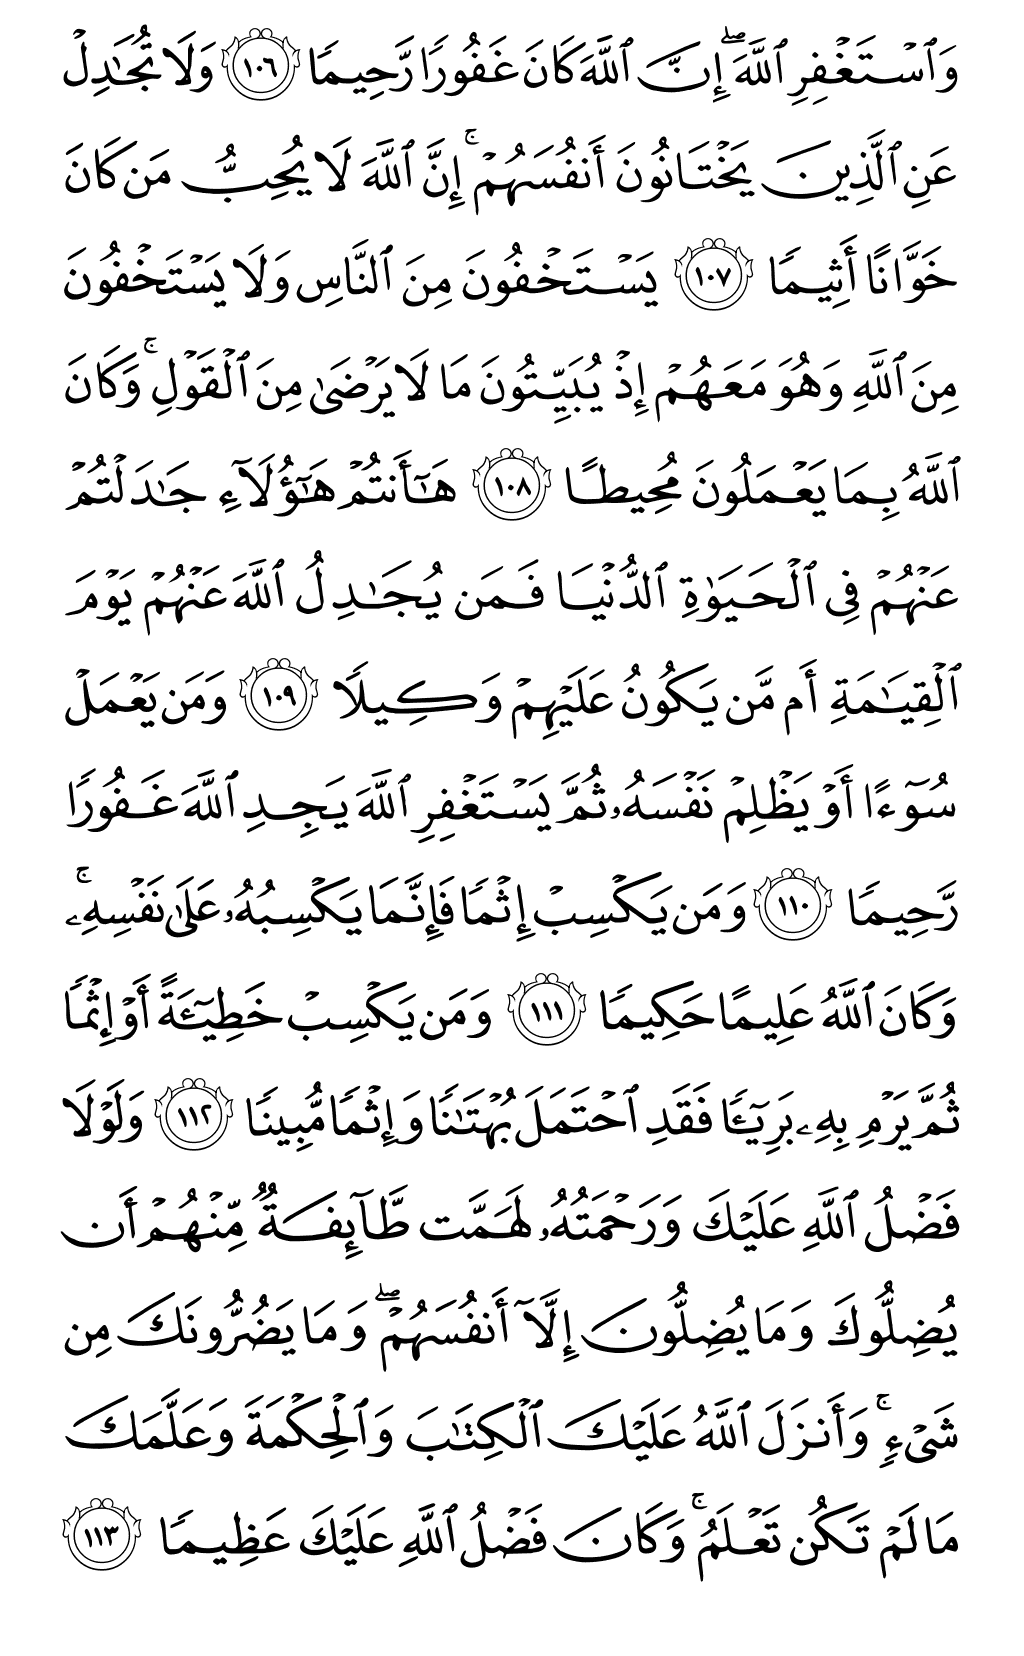 وَٱسْتَغْفِرِ ٱللَّهَ ۖ إِنَّ ٱللَّهَ كَانَ غَفُورًا رَّحِيمًا ١٠٦ وَلَا تُجَـٰدِلْ
عَنِ ٱلَّذِينَ يَخْتَانُونَ أَنفُسَهُمْ ۚ إِنَّ ٱللَّهَ لَا يُحِبُّ مَن كَانَ
خَوَّانًا أَثِيمًا ١٠٧ يَسْتَخْفُونَ مِنَ ٱلنَّاسِ وَلَا يَسْتَخْفُونَ
مِنَ ٱللَّهِ وَهُوَ مَعَهُمْ إِذْ يُبَيِّتُونَ مَا لَا يَرْضَىٰ مِنَ ٱلْقَوْلِ ۚ وَكَانَ
ٱللَّهُ بِمَا يَعْمَلُونَ مُحِيطًا ١٠٨ هَـٰٓأَنتُمْ هَـٰٓؤُلَآءِ جَـٰدَلْتُمْ
عَنْهُمْ فِى ٱلْحَيَوٰةِ ٱلدُّنْيَا فَمَن يُجَـٰدِلُ ٱللَّهَ عَنْهُمْ يَوْمَ
ٱلْقِيَـٰمَةِ أَم مَّن يَكُونُ عَلَيْهِمْ وَكِيلًا ١٠٩ وَمَن يَعْمَلْ
سُوٓءًا أَوْ يَظْلِمْ نَفْسَهُۥ ثُمَّ يَسْتَغْفِرِ ٱللَّهَ يَجِدِ ٱللَّهَ غَفُورًا
رَّحِيمًا ١١٠ وَمَن يَكْسِبْ إِثْمًا فَإِنَّمَا يَكْسِبُهُۥ عَلَىٰ نَفْسِهِۦ ۚ
وَكَانَ ٱللَّهُ عَلِيمًا حَكِيمًا ١١١ وَمَن يَكْسِبْ خَطِيٓـَٔةً أَوْ إِثْمًا
ثُمَّ يَرْمِ بِهِۦ بَرِيٓـًٔا فَقَدِ ٱحْتَمَلَ بُهْتَـٰنًا وَإِثْمًا مُّبِينًا ١١٢ وَلَوْلَا
فَضْلُ ٱللَّهِ عَلَيْكَ وَرَحْمَتُهُۥ لَهَمَّت طَّآئِفَةٌ مِّنْهُمْ أَن
يُضِلُّوكَ وَمَا يُضِلُّونَ إِلَّآ أَنفُسَهُمْ ۖ وَمَا يَضُرُّونَكَ مِن
شَىْءٍ ۚ وَأَنزَلَ ٱللَّهُ عَلَيْكَ ٱلْكِتَـٰبَ وَٱلْحِكْمَةَ وَعَلَّمَكَ
مَا لَمْ تَكُن تَعْلَمُ ۚ وَكَانَ فَضْلُ ٱللَّهِ عَلَيْكَ عَظِيمًا ١١٣